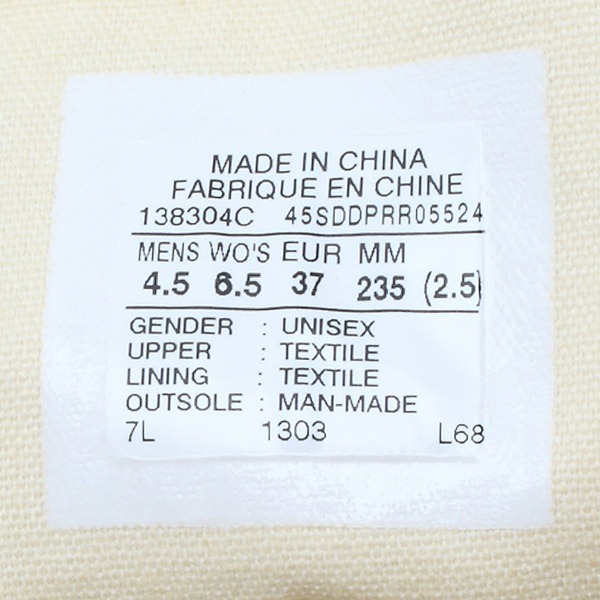 MADE IN CHINA
FABRIQUE EN CHINE
138304C 45SDDPRR05524
MENS WO'S EUR MM
4.5 6.5 37 235 (2.5)
GENDER : UNISEX
UPPER : TEXTILE
LINING : TEXTILE
OUTSOLE : MAN-MADE
7L 1303 L68